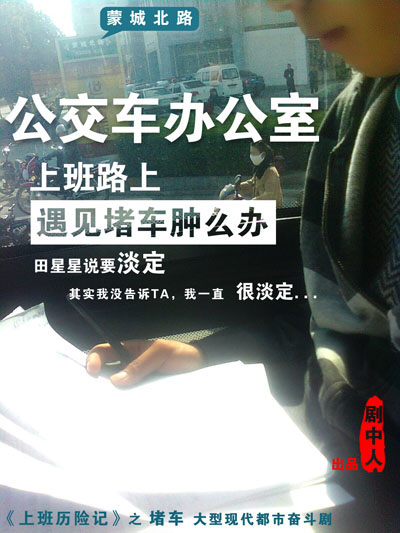 蒙城北路
公交车办公室
上班路上
遇见堵车肿么办
田星星说要淡定
其实我没告诉TA，我一直 很淡定...
剧中人
出品
《上班历险记》之 堵车 大型现代都市奋斗剧